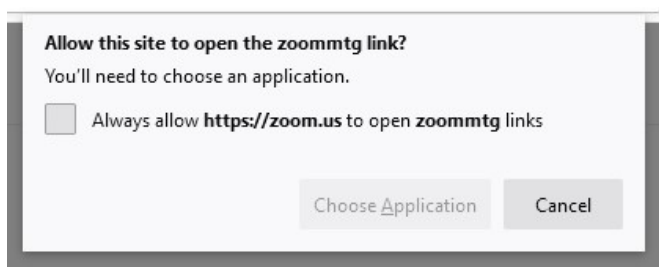 Allow this site to open the zoommtg link?
You'll need to choose an application.
Always allow https://zoom.us to open zoommtg links
Choose Application
Cancel